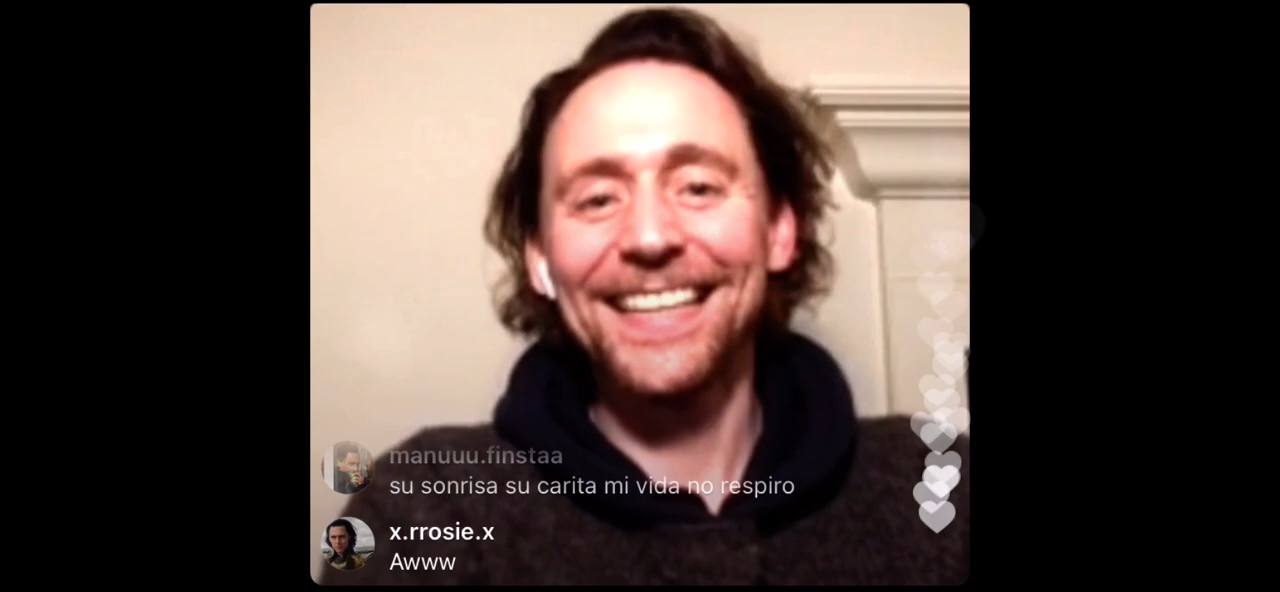 manuuu.finstaa
su sonrisa su carita mi vida no respiro
x.rrosie.x
Awww